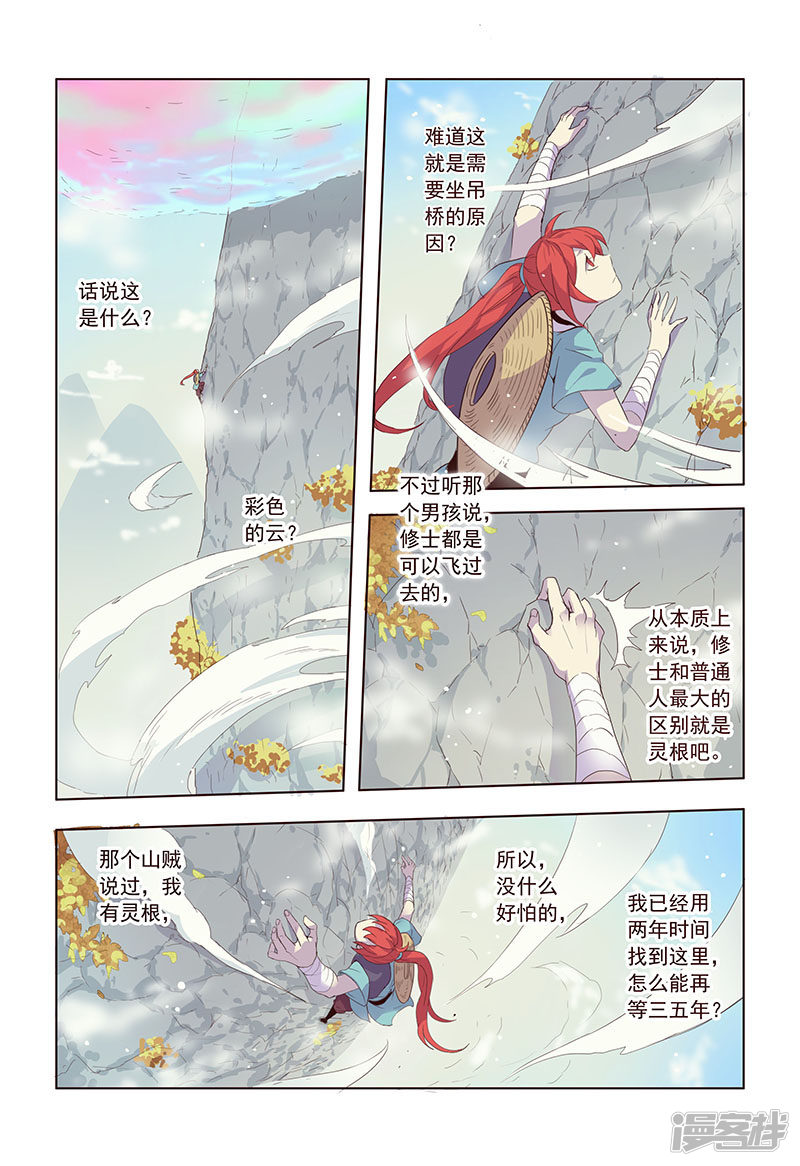 话说这
是什么？
彩色
的云？
难道这
就是需
要坐吊
桥的原
因？
不过听那
个男孩说，
修士都是
可以飞过
去的，
从本质上
来说，修
士和普通
人最大的
区别就是
灵根吧。
那个山贼
说过，我
有灵根，
所以，
没什么
好怕的，
我已经用
两年时间
找到这里，
怎么能再
等三五年？
漫客栈